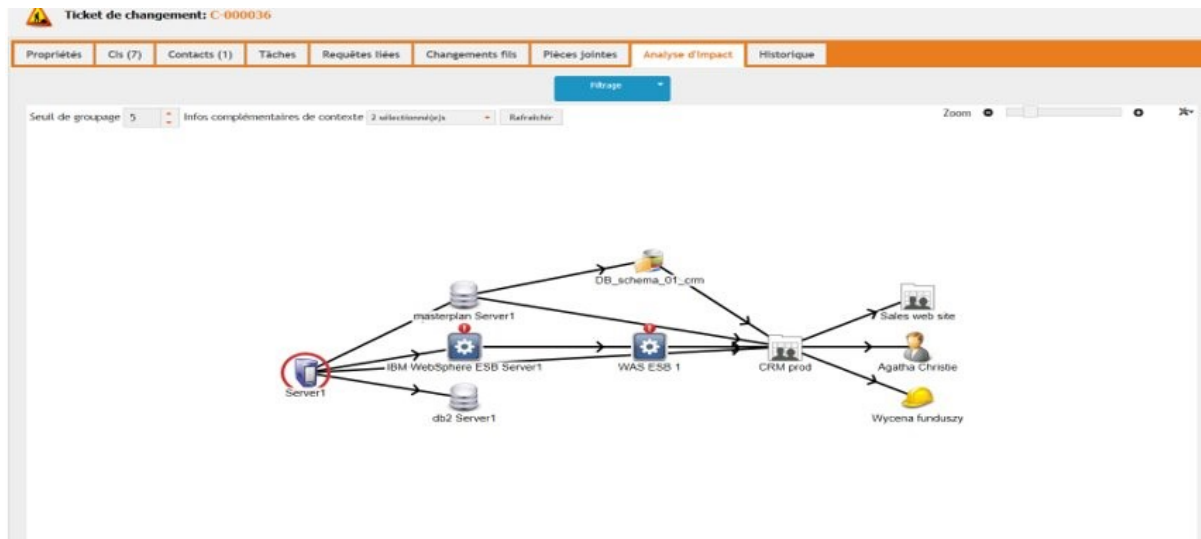 Ticket de changement: C-000036
Propriétés CIs (7) Contacts (1) Tâches Requêtes liées Changements fils Pièces jointes Analyse d'Impact Historique
Filtrage
Seuil de groupage 5 Infos complémentaires de contexte 2 sélectionné(e)s Rafraîchir Zoom
DB_schema_01_crm
masterplan Server1
Sales web site
IBM WebSphere ESB Server1
WAS ESB 1
CRM prod
Agatha Christie
Server1
db2 Server1
Wycena funduszy